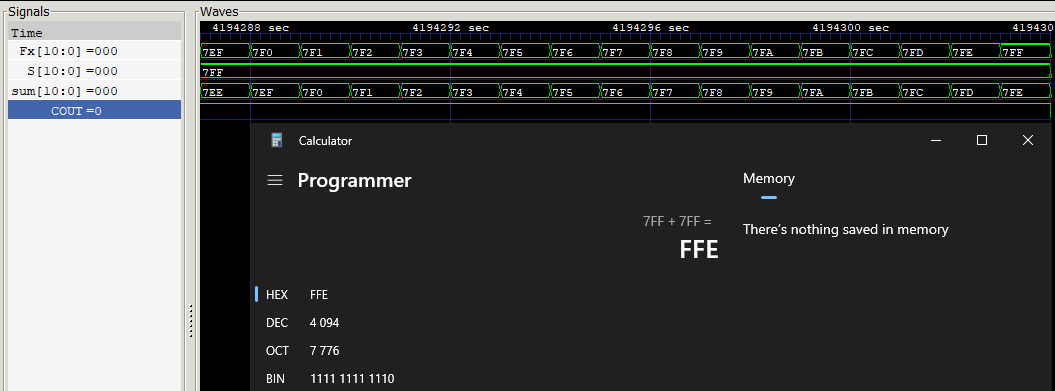 Signals
Waves
Time
4194288 sec 4194292 sec 4194296 sec 4194300 sec 419430
Fx[10:0] =000
7EF 7F0 7F1 7F2 7F3 7F4 7F5 7F6 7F7 7F8 7F9 7FA 7FB 7FC 7FD 7FE 7FF
S[10:0] =000
7FF
sum[10:0] =000
7EE 7EF 7F0 7F1 7F2 7F3 7F4 7F5 7F6 7F7 7F8 7F9 7FA 7FB 7FC 7FD 7FE
COUT =0
Calculator
Programmer
Memory
7FF + 7FF =
There's nothing saved in memory
FFE
HEX FFE
DEC 4 094
OCT 7 776
BIN 1111 1111 1110